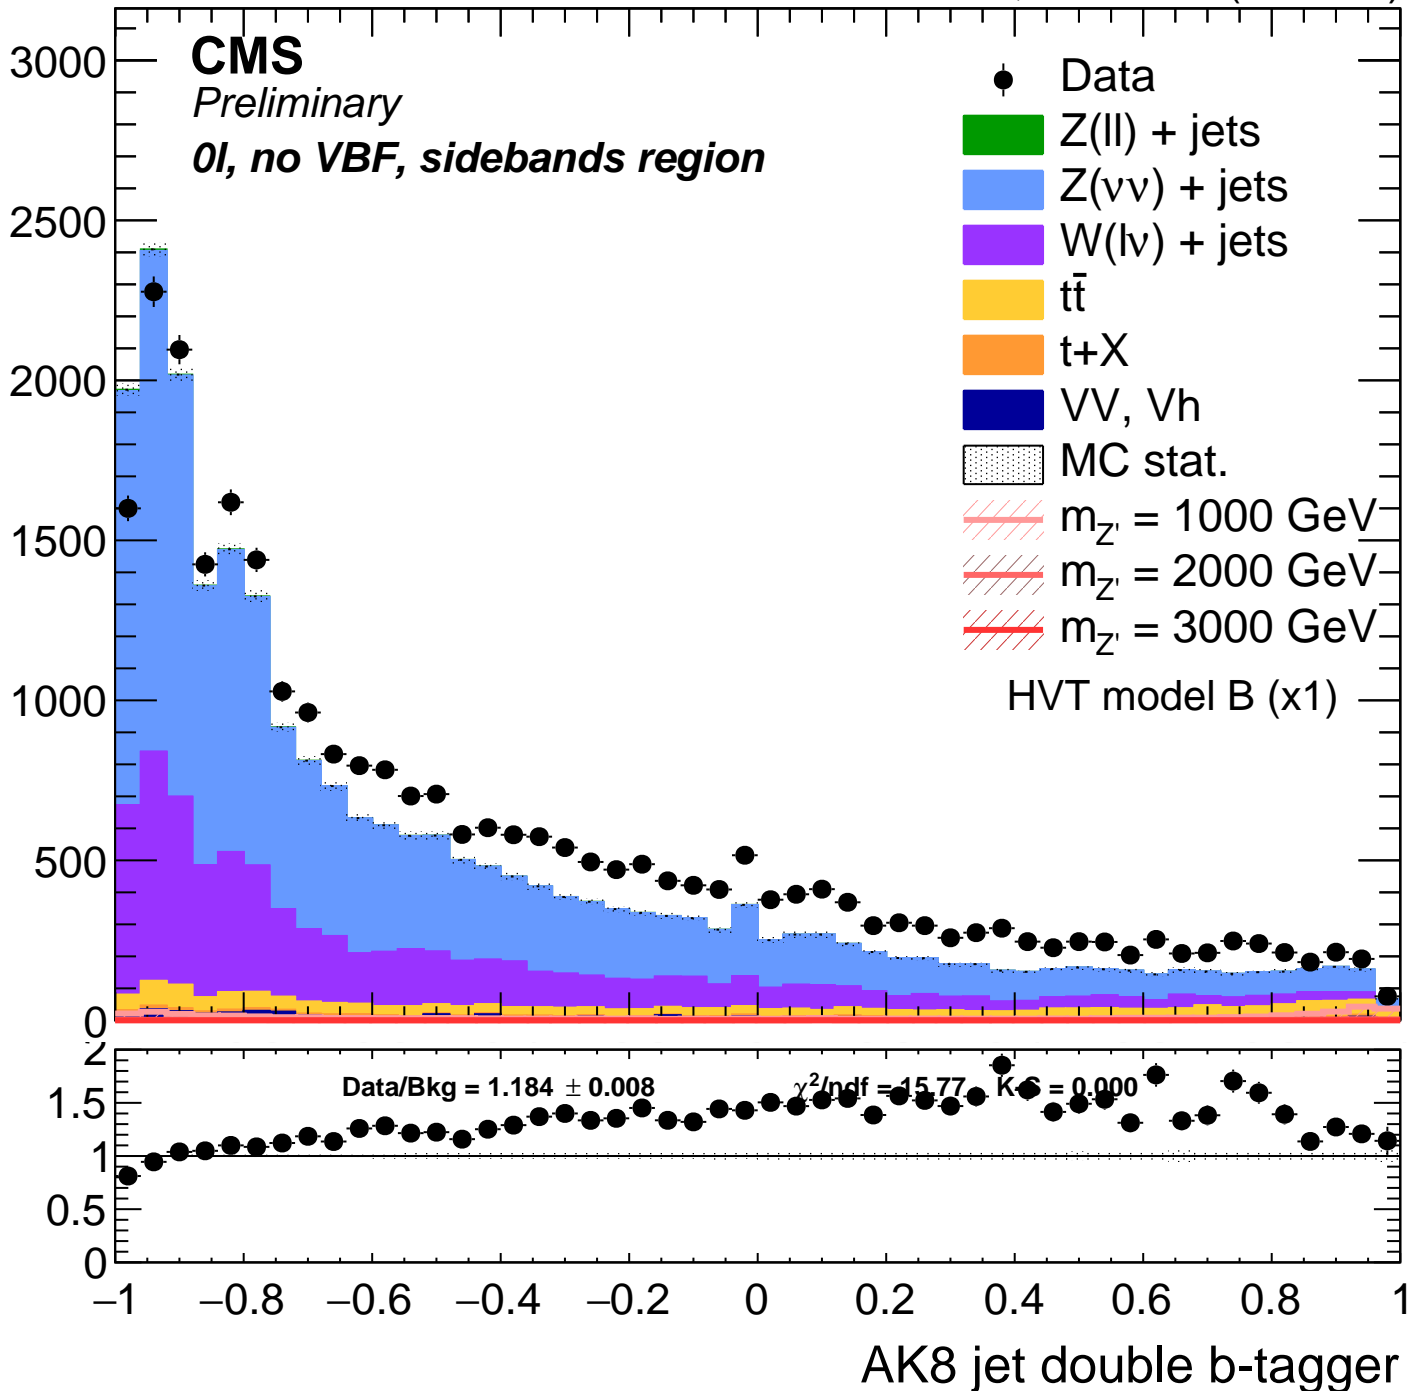 CMS
Preliminary
0l, no VBF, sidebands region
Data
Z(ll) + jets
Z(νν) + jets
W(lν) + jets
tt̄
t+X
VV, Vh
MC stat.
m_Z' = 1000 GeV
m_Z' = 2000 GeV
m_Z' = 3000 GeV
HVT model B (x1)
3000
2500
2000
1500
1000
500
0
Data/Bkg = 1.184 ± 0.008
χ²/ndf = 15.77 K-S = 0.000
2
1.5
1
0.5
0
−1 −0.8 −0.6 −0.4 −0.2 0 0.2 0.4 0.6 0.8 1
AK8 jet double b-tagger